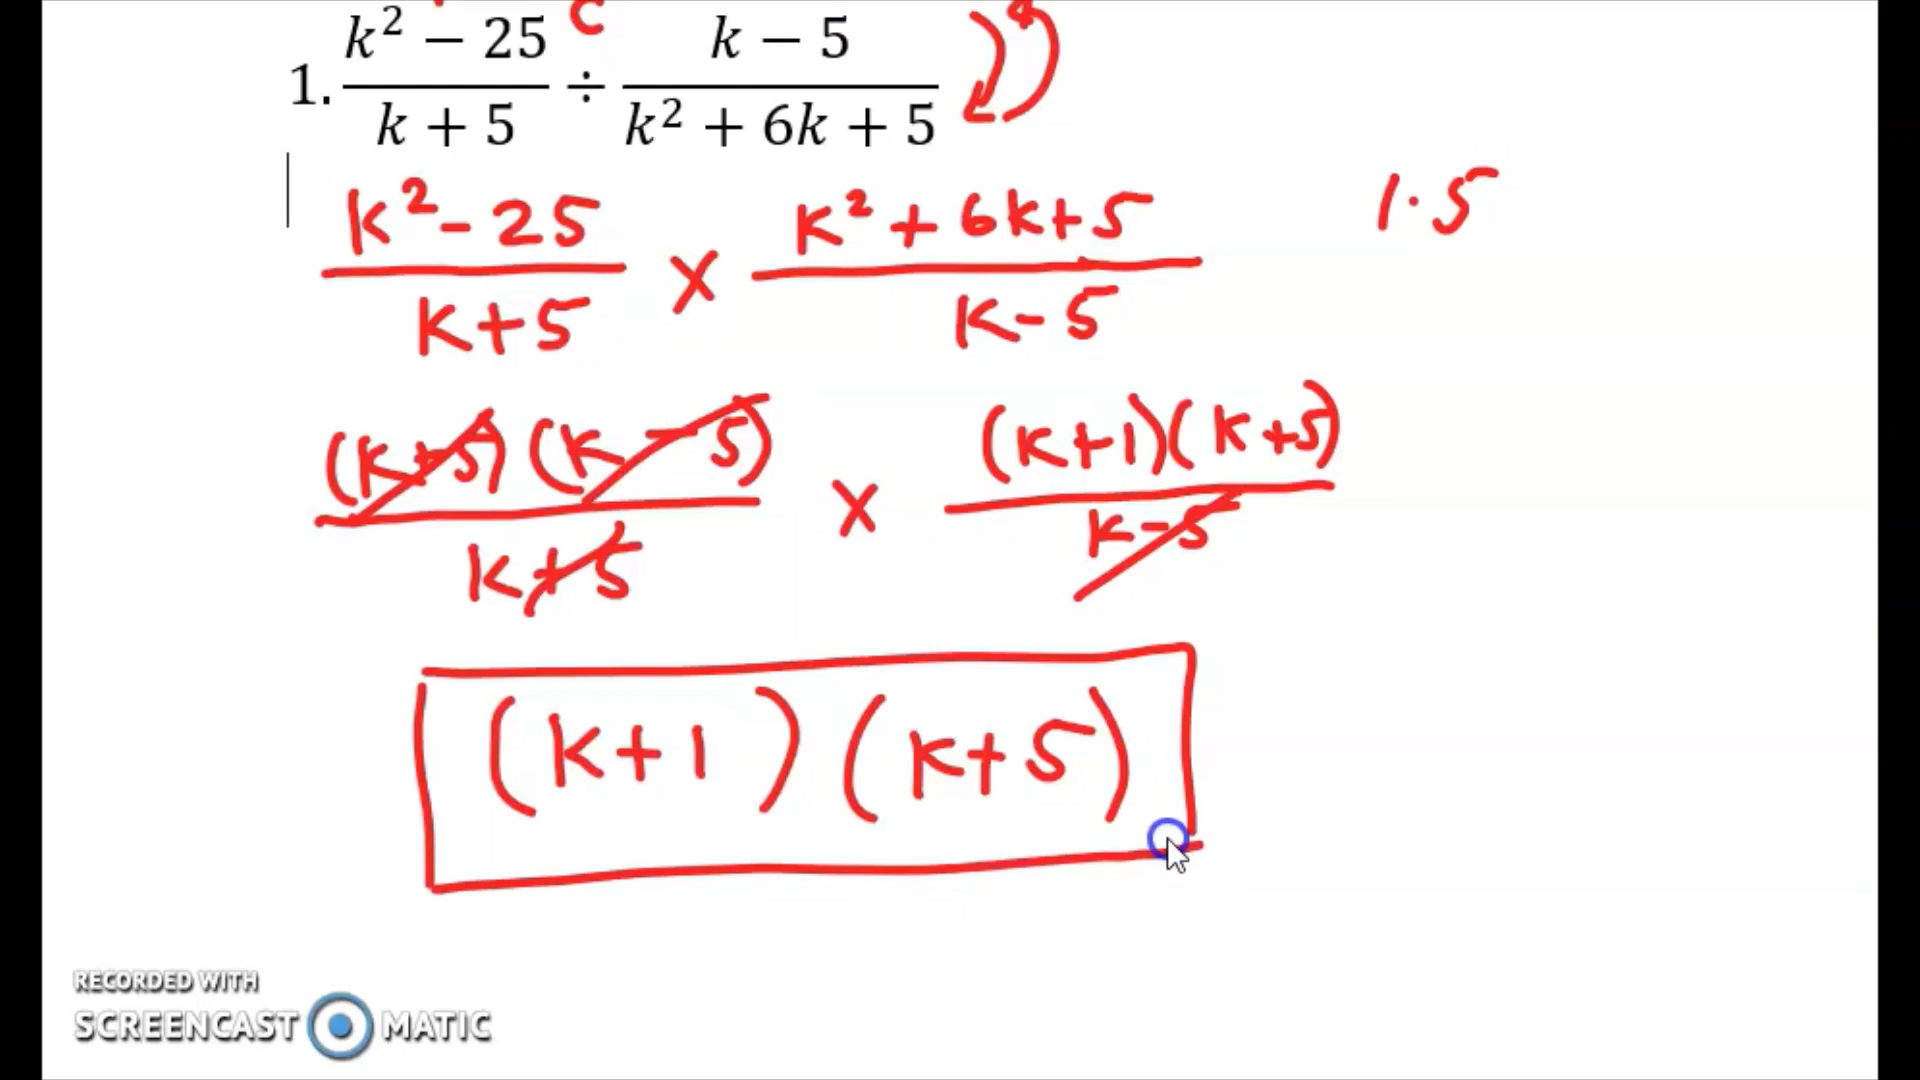 C
1. k² − 25 / k + 5 ÷ k − 5 / k² + 6k + 5
k² - 25 / k+5 x k² + 6k+5 / k-5
1·5
(k+5)(k-5) / k+5 x (k+1)(k+5) / k-5
(k+1)(k+5)
RECORDED WITH
SCREENCAST MATIC